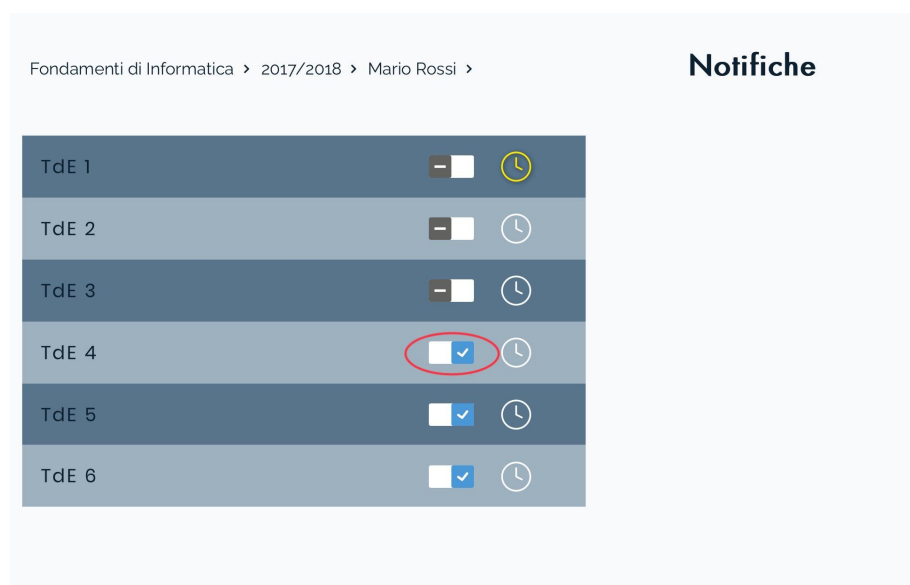 Fondamenti di Informatica > 2017/2018 > Mario Rossi >
Notifiche
TdE 1
TdE 2
TdE 3
TdE 4
TdE 5
TdE 6